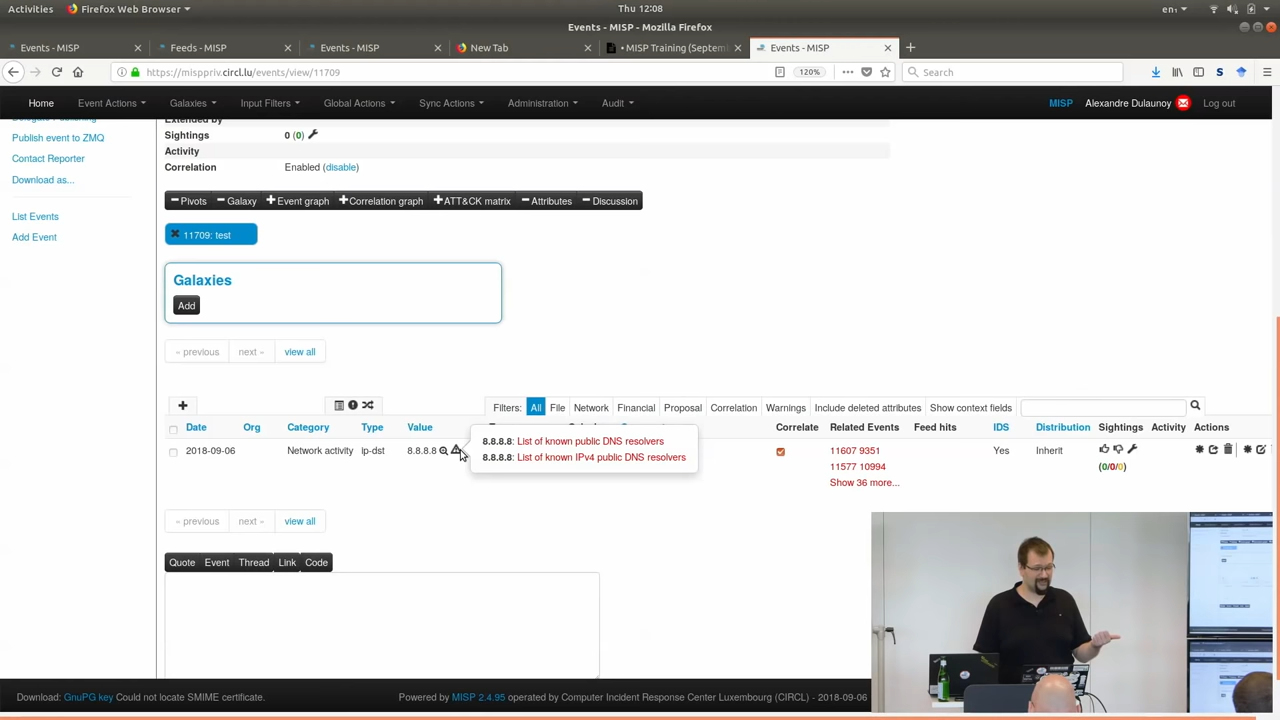 Activities
Firefox Web Browser
Thu 12:08
en
Events - MISP - Mozilla Firefox
Events - MISP
Feeds - MISP
Events - MISP
New Tab
• MISP Training (Septem
Events - MISP
https://misppriv.circl.lu/events/view/11709
120%
Search
Home
Event Actions
Galaxies
Input Filters
Global Actions
Sync Actions
Administration
Audit
MISP
Alexandre Dulaunoy
Log out
Delegate Publishing
Publish event to ZMQ
Contact Reporter
Download as...
List Events
Add Event
Extended by
Sightings 0 (0)
Activity
Correlation Enabled (disable)
Pivots
Galaxy
Event graph
Correlation graph
ATT&CK matrix
Attributes
Discussion
11709: test
Galaxies
Add
« previous
next »
view all
Filters: All File Network Financial Proposal Correlation Warnings Include deleted attributes Show context fields
Date Org Category Type Value Correlate Related Events Feed hits IDS Distribution Sightings Activity Actions
2018-09-06 Network activity ip-dst 8.8.8.8 11607 9351 Yes Inherit
8.8.8.8: List of known public DNS resolvers
8.8.8.8: List of known IPv4 public DNS resolvers
11577 10994
(0/0/0)
Show 36 more...
« previous
next »
view all
Quote
Event
Thread
Link
Code
Download: GnuPG key Could not locate SMIME certificate.
Powered by MISP 2.4.95 operated by Computer Incident Response Center Luxembourg (CIRCL) - 2018-09-06